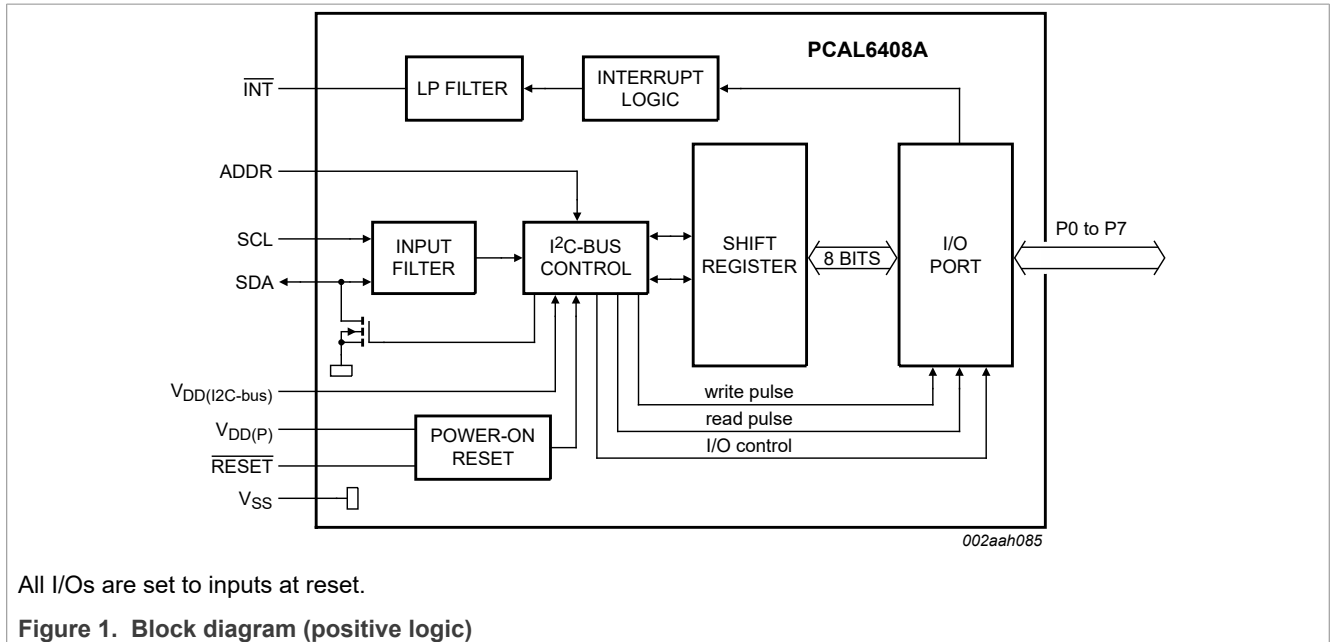 PCAL6408A
INT
LP FILTER
INTERRUPT
LOGIC
ADDR
SCL
SDA
INPUT
FILTER
I²C-BUS
CONTROL
SHIFT
REGISTER
8 BITS
I/O
PORT
P0 to P7
VDD(I2C-bus)
VDD(P)
RESET
VSS
POWER-ON
RESET
write pulse
read pulse
I/O control
002aah085
All I/Os are set to inputs at reset.
Figure 1. Block diagram (positive logic)